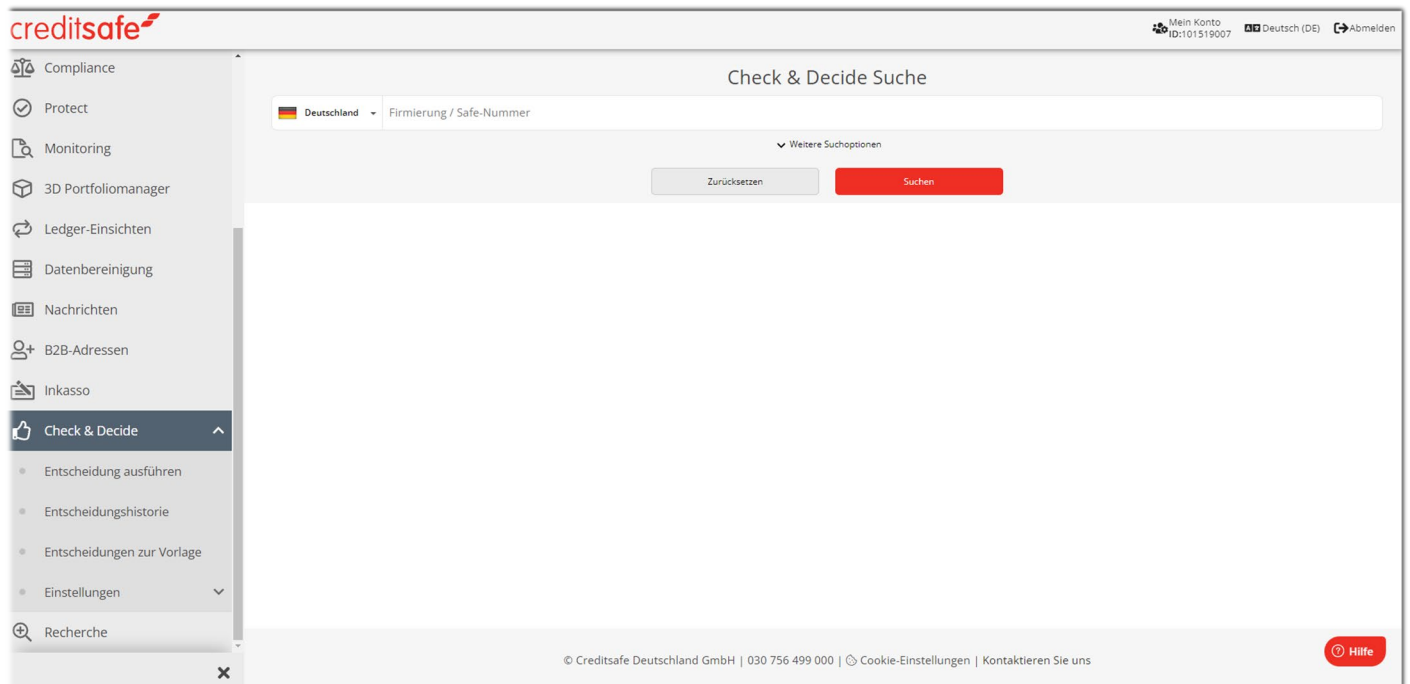 creditsafe
Mein Konto
ID:101519007
Deutsch (DE)
Abmelden
Compliance
Protect
Monitoring
3D Portfoliomanager
Ledger-Einsichten
Datenbereinigung
Nachrichten
B2B-Adressen
Inkasso
Check & Decide
Entscheidung ausführen
Entscheidungshistorie
Entscheidungen zur Vorlage
Einstellungen
Recherche
Check & Decide Suche
Deutschland
Firmierung / Safe-Nummer
Weitere Suchoptionen
Zurücksetzen
Suchen
© Creditsafe Deutschland GmbH | 030 756 499 000 | Cookie-Einstellungen | Kontaktieren Sie uns
Hilfe